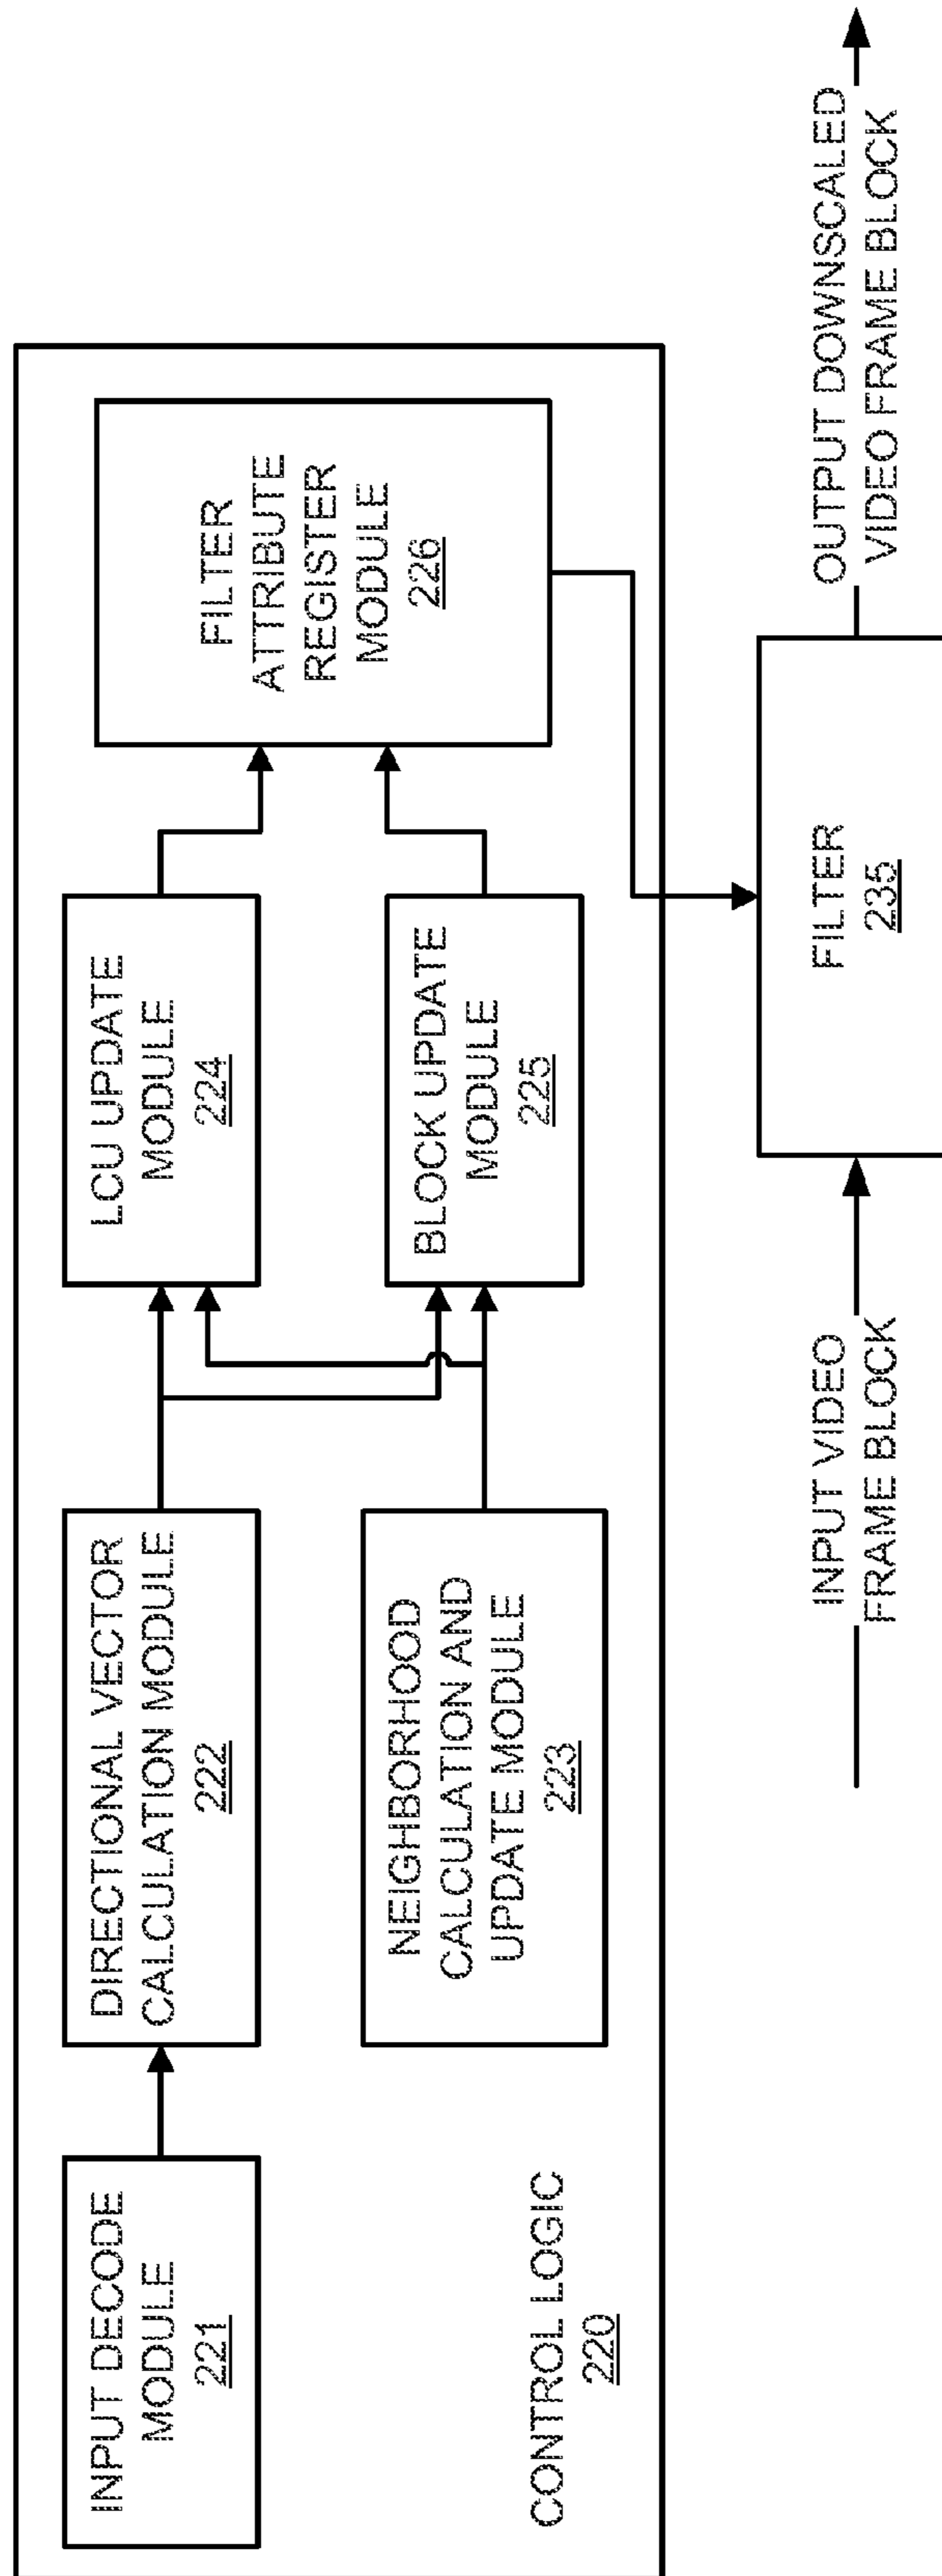 INPUT DECODE
MODULE
221
DIRECTIONAL VECTOR
CALCULATION MODULE
222
LCU UPDATE
MODULE
224
FILTER
ATTRIBUTE
REGISTER
MODULE
226
NEIGHBORHOOD
CALCULATION AND
UPDATE MODULE
223
BLOCK UPDATE
MODULE
225
CONTROL LOGIC
220
INPUT VIDEO
FRAME BLOCK
FILTER
235
OUTPUT DOWNSCALED
VIDEO FRAME BLOCK